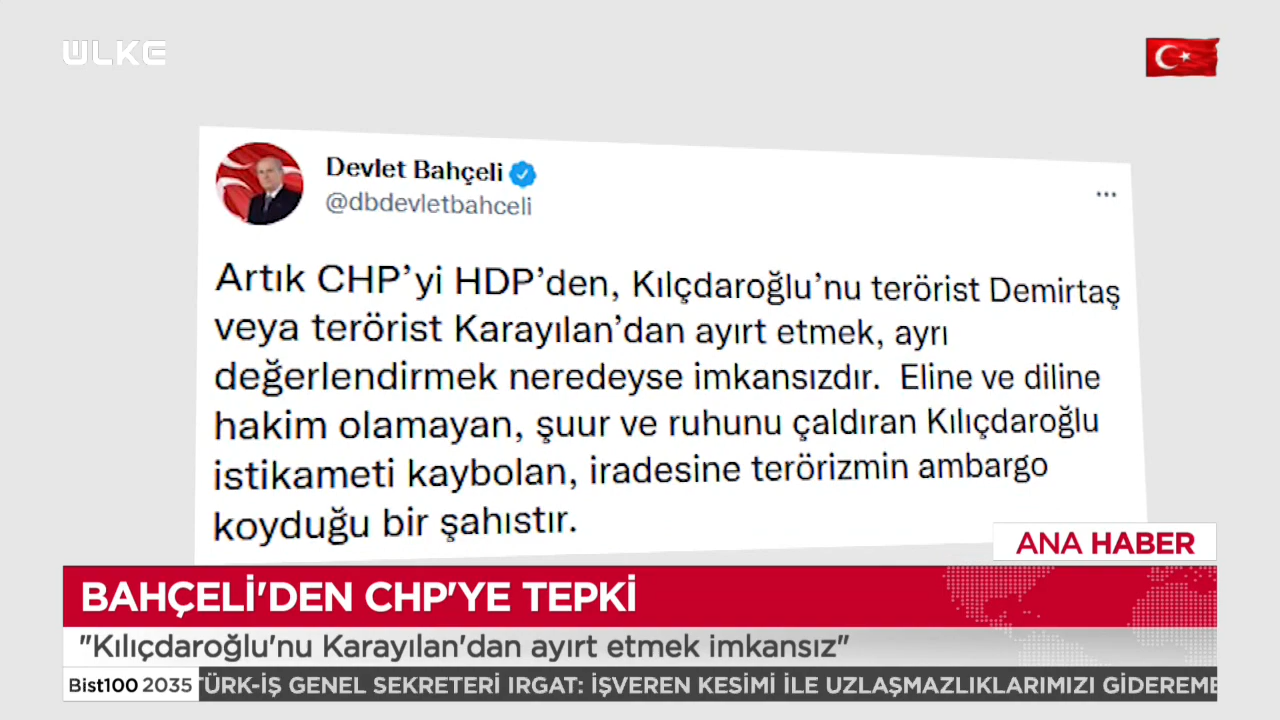 ÜLKE
Devlet Bahçeli
@dbdevletbahceli
Artık CHP’yi HDP’den, Kılçdaroğlu’nu terörist Demirtaş
veya terörist Karayılan’dan ayırt etmek, ayrı
değerlendirmek neredeyse imkansızdır. Eline ve diline
hakim olamayan, şuur ve ruhunu çaldıran Kılıçdaroğlu
istikameti kaybolan, iradesine terörizmin ambargo
koyduğu bir şahıstır.
ANA HABER
BAHÇELİ'DEN CHP'YE TEPKİ
"Kılıçdaroğlu'nu Karayılan'dan ayırt etmek imkansız"
Bist100 2035 TÜRK-İŞ GENEL SEKRETERİ IRGAT: İŞVEREN KESİMİ İLE UZLAŞMAZLIKLARIMIZI GİDEREME